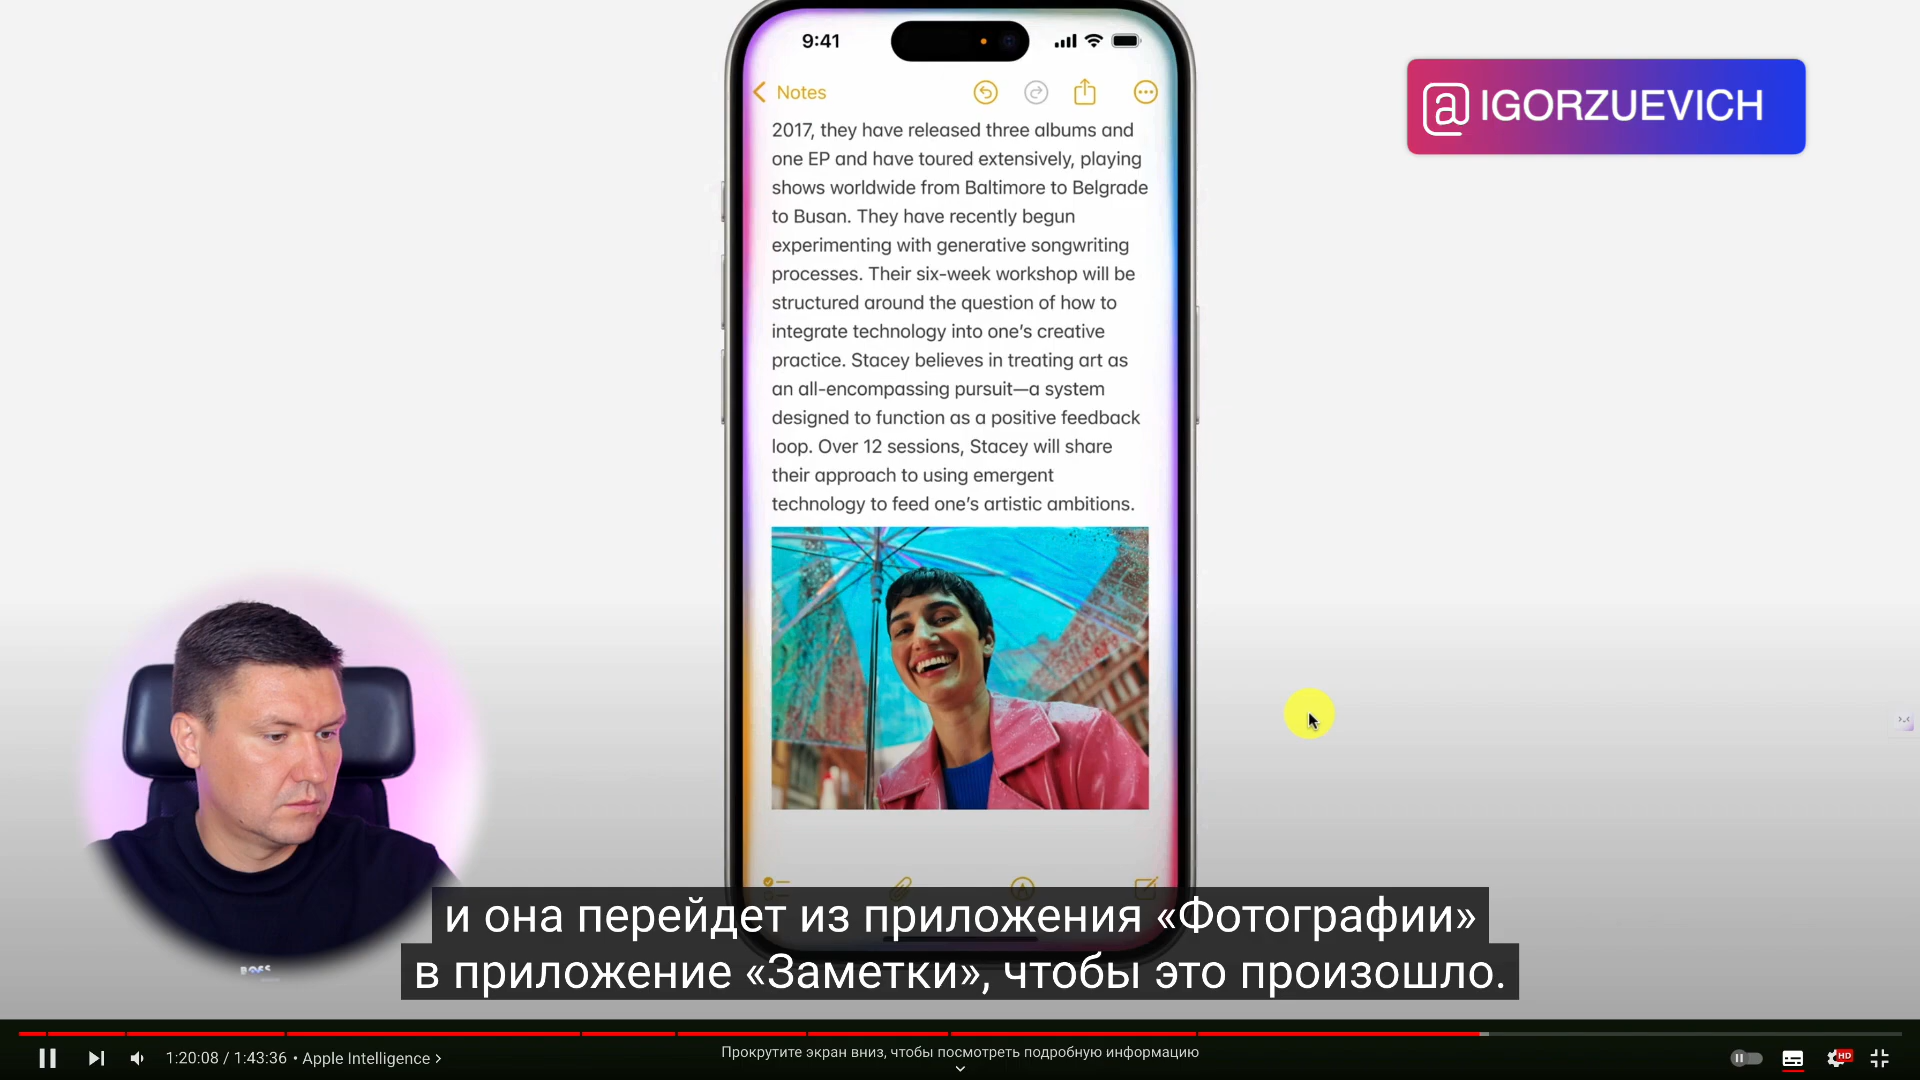 9:41
@IGORZUEVICH
Notes
2017, they have released three albums and
one EP and have toured extensively, playing
shows worldwide from Baltimore to Belgrade
to Busan. They have recently begun
experimenting with generative songwriting
processes. Their six-week workshop will be
structured around the question of how to
integrate technology into one’s creative
practice. Stacey believes in treating art as
an all-encompassing pursuit—a system
designed to function as a positive feedback
loop. Over 12 sessions, Stacey will share
their approach to using emergent
technology to feed one’s artistic ambitions.
BOSS
и она перейдет из приложения «Фотографии»
в приложение «Заметки», чтобы это произошло.
1:20:08 / 1:43:36 • Apple Intelligence
Прокрутите экран вниз, чтобы посмотреть подробную информацию
HD